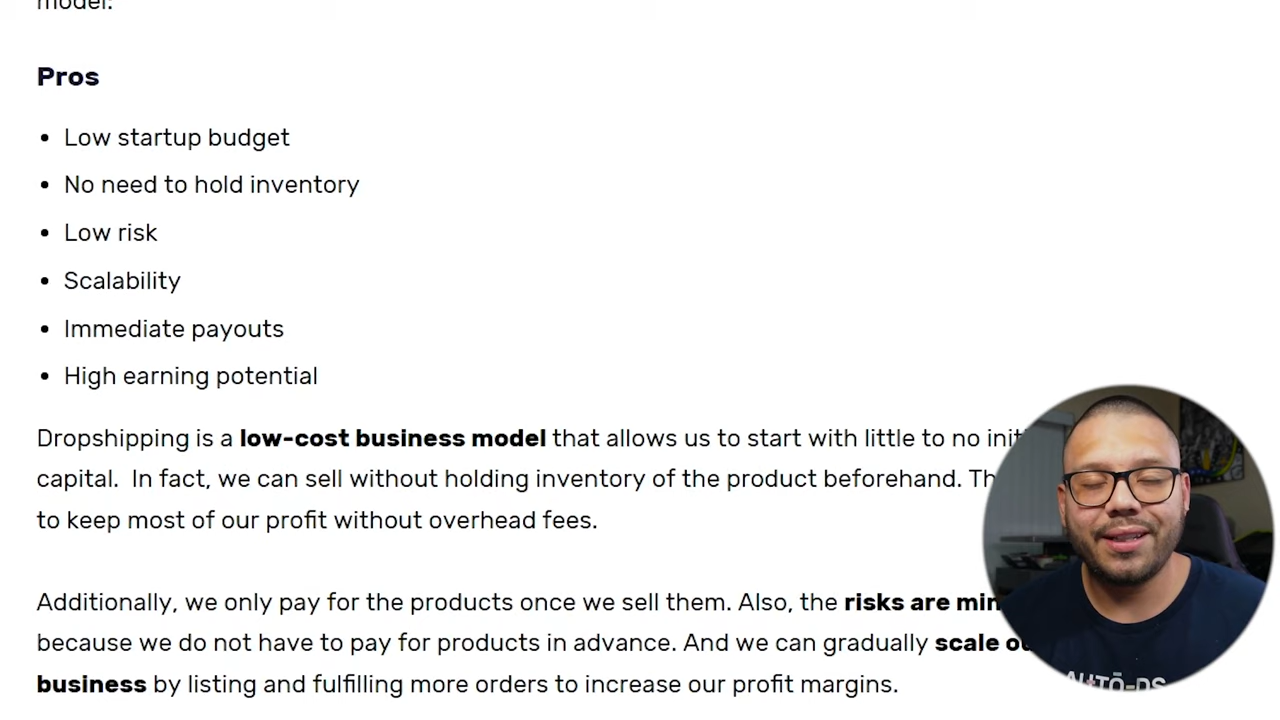 model:
Pros
• Low startup budget
• No need to hold inventory
• Low risk
• Scalability
• Immediate payouts
• High earning potential
Dropshipping is a low-cost business model that allows us to start with little to no
capital. In fact, we can sell without holding inventory of the product beforehand.
to keep most of our profit without overhead fees.
Additionally, we only pay for the products once we sell them. Also, the risks are
because we do not have to pay for products in advance. And we can gradually scale
business by listing and fulfilling more orders to increase our profit margins.
AUTŌ-DS